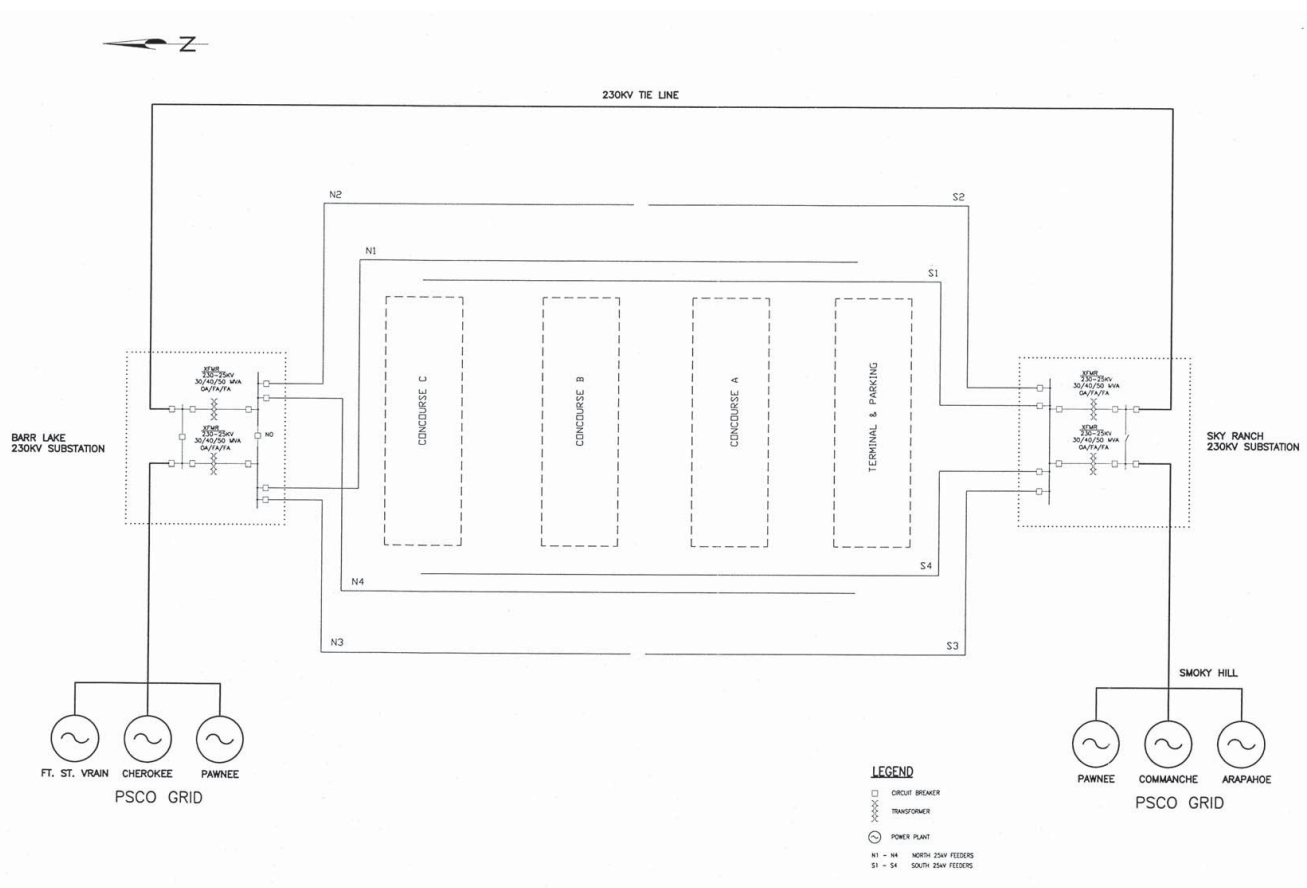 Z
230KV TIE LINE
N2
S2
N1
S1
XFMR
230-25KV
30/40/50 MVA
OA/FA/FA
XFMR
230-25KV
30/40/50 MVA
OA/FA/FA
NO
BARR LAKE
230KV SUBSTATION
CONCOURSE C
CONCOURSE B
CONCOURSE A
TERMINAL & PARKING
XFMR
230-25KV
30/40/50 MVA
OA/FA/FA
XFMR
230-25KV
30/40/50 MVA
OA/FA/FA
SKY RANCH
230KV SUBSTATION
N4
S4
N3
S3
SMOKY HILL
FT. ST. VRAIN
CHEROKEE
PAWNEE
PSCO GRID
PAWNEE
COMMANCHE
ARAPAHOE
PSCO GRID
LEGEND
CIRCUIT BREAKER
TRANSFORMER
POWER PLANT
N1 - N4 NORTH 25KV FEEDERS
S1 - S4 SOUTH 25KV FEEDERS